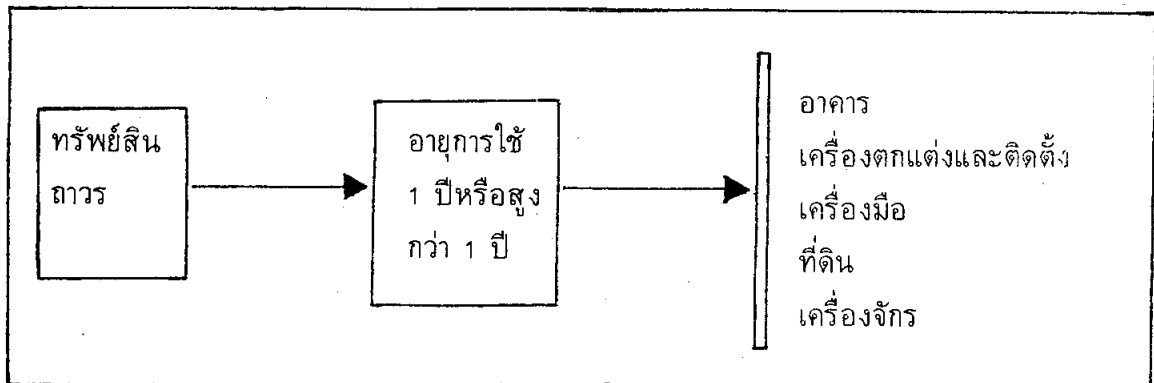 ทรัพย์สิน
ถาวร
อายุการใช้
1 ปีหรือสูง
กว่า 1 ปี
อาคาร
เครื่องตกแต่งและติดตั้ง
เครื่องมือ
ที่ดิน
เครื่องจักร